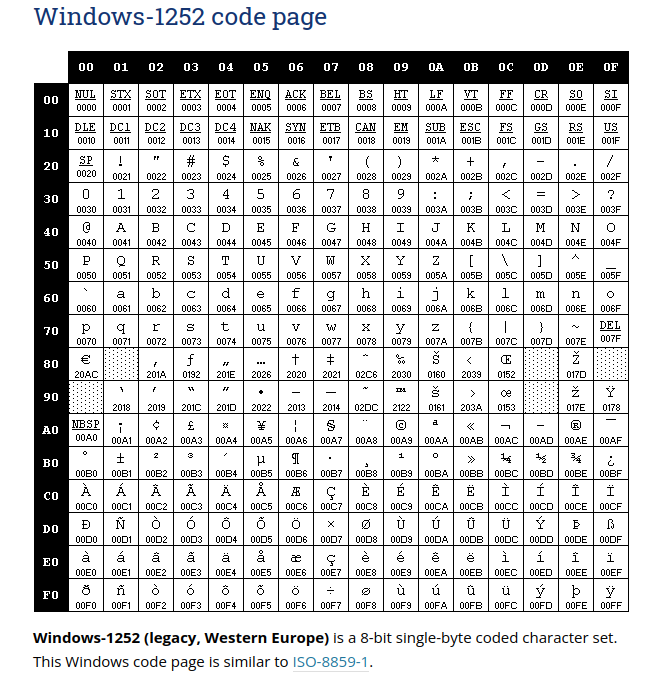 Windows-1252 code page
00 01 02 03 04 05 06 07 08 09 0A 0B 0C 0D 0E 0F
00 NUL STX SOT ETX EOT ENQ ACK BEL BS HT LF VT FF CR SO SI
0000 0001 0002 0003 0004 0005 0006 0007 0008 0009 000A 000B 000C 000D 000E 000F
10 DLE DC1 DC2 DC3 DC4 NAK SYN ETB CAN EM SUB ESC FS GS RS US
0010 0011 0012 0013 0014 0015 0016 0017 0018 0019 001A 001B 001C 001D 001E 001F
20 SP ! " # $ % & ' ( ) * + , - . /
0020 0021 0022 0023 0024 0025 0026 0027 0028 0029 002A 002B 002C 002D 002E 002F
30 0 1 2 3 4 5 6 7 8 9 : ; < = > ?
0030 0031 0032 0033 0034 0035 0036 0037 0038 0039 003A 003B 003C 003D 003E 003F
40 @ A B C D E F G H I J K L M N O
0040 0041 0042 0043 0044 0045 0046 0047 0048 0049 004A 004B 004C 004D 004E 004F
50 P Q R S T U V W X Y Z [ \ ] ^ _
0050 0051 0052 0053 0054 0055 0056 0057 0058 0059 005A 005B 005C 005D 005E 005F
60 ` a b c d e f g h i j k l m n o
0060 0061 0062 0063 0064 0065 0066 0067 0068 0069 006A 006B 006C 006D 006E 006F
70 p q r s t u v w x y z { | } ~ DEL
0070 0071 0072 0073 0074 0075 0076 0077 0078 0079 007A 007B 007C 007D 007E 007F
80 € ‚ ƒ „ … † ‡ ˆ ‰ Š ‹ Œ Ž
20AC 201A 0192 201E 2026 2020 2021 02C6 2030 0160 2039 0152 017D
90 ‘ ’ “ ” • – — ˜ ™ š › œ ž Ÿ
2018 2019 201C 201D 2022 2013 2014 02DC 2122 0161 203A 0153 017E 0178
A0 NBSP ¡ ¢ £ ¤ ¥ ¦ § ¨ © ª « ¬ - ® ¯
00A0 00A1 00A2 00A3 00A4 00A5 00A6 00A7 00A8 00A9 00AA 00AB 00AC 00AD 00AE 00AF
B0 ° ± ² ³ ´ µ ¶ · ¸ ¹ º » ¼ ½ ¾ ¿
00B0 00B1 00B2 00B3 00B4 00B5 00B6 00B7 00B8 00B9 00BA 00BB 00BC 00BD 00BE 00BF
C0 À Á Â Ã Ä Å Æ Ç È É Ê Ë Ì Í Î Ï
00C0 00C1 00C2 00C3 00C4 00C5 00C6 00C7 00C8 00C9 00CA 00CB 00CC 00CD 00CE 00CF
D0 Ð Ñ Ò Ó Ô Õ Ö × Ø Ù Ú Û Ü Ý Þ ß
00D0 00D1 00D2 00D3 00D4 00D5 00D6 00D7 00D8 00D9 00DA 00DB 00DC 00DD 00DE 00DF
E0 à á â ã ä å æ ç è é ê ë ì í î ï
00E0 00E1 00E2 00E3 00E4 00E5 00E6 00E7 00E8 00E9 00EA 00EB 00EC 00ED 00EE 00EF
F0 ð ñ ò ó ô õ ö ÷ ø ù ú û ü ý þ ÿ
00F0 00F1 00F2 00F3 00F4 00F5 00F6 00F7 00F8 00F9 00FA 00FB 00FC 00FD 00FE 00FF
Windows-1252 (legacy, Western Europe) is a 8-bit single-byte coded character set.
This Windows code page is similar to ISO-8859-1.